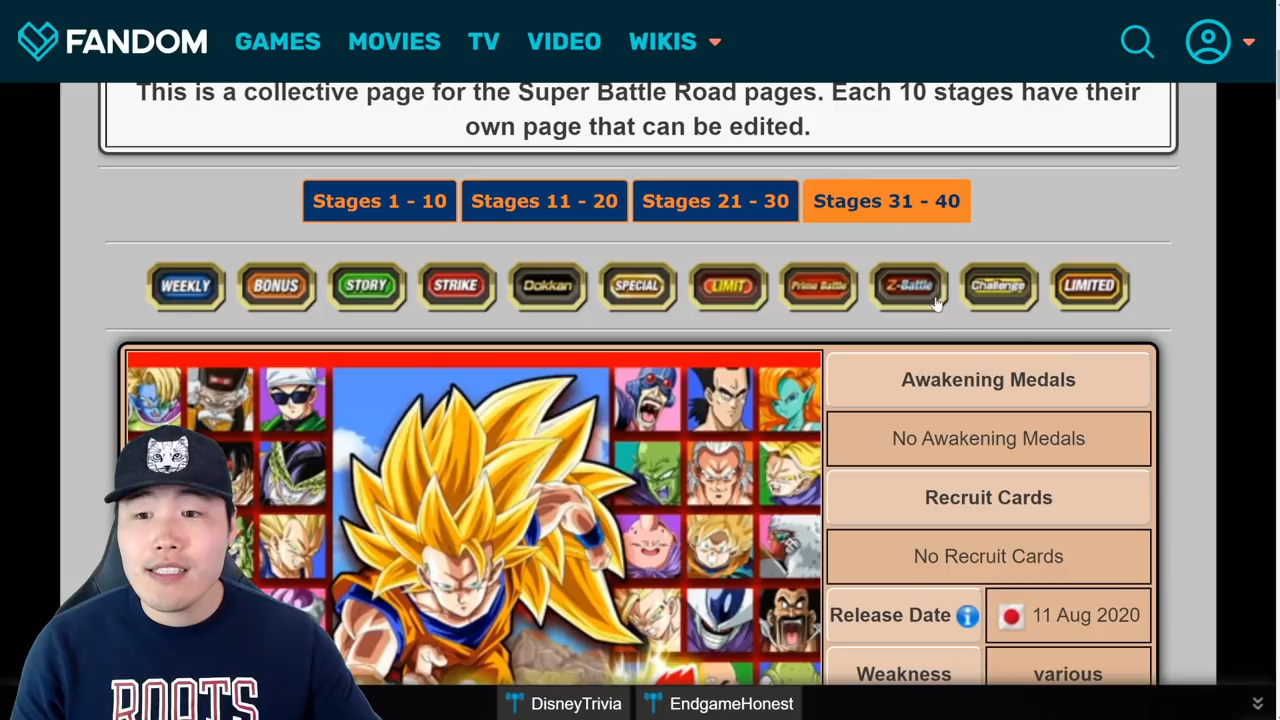 FANDOM GAMES MOVIES TV VIDEO WIKIS
This is a collective page for the Super Battle Road pages. Each 10 stages have their
own page that can be edited.
Stages 1 - 10 Stages 11 - 20 Stages 21 - 30 Stages 31 - 40
WEEKLY BONUS STORY STRIKE Dokkan SPECIAL LIMIT Prime Battle Z-Battle Challenge LIMITED
Awakening Medals
No Awakening Medals
Recruit Cards
No Recruit Cards
Release Date i 11 Aug 2020
Weakness various
ROOTS
DisneyTrivia EndgameHonest